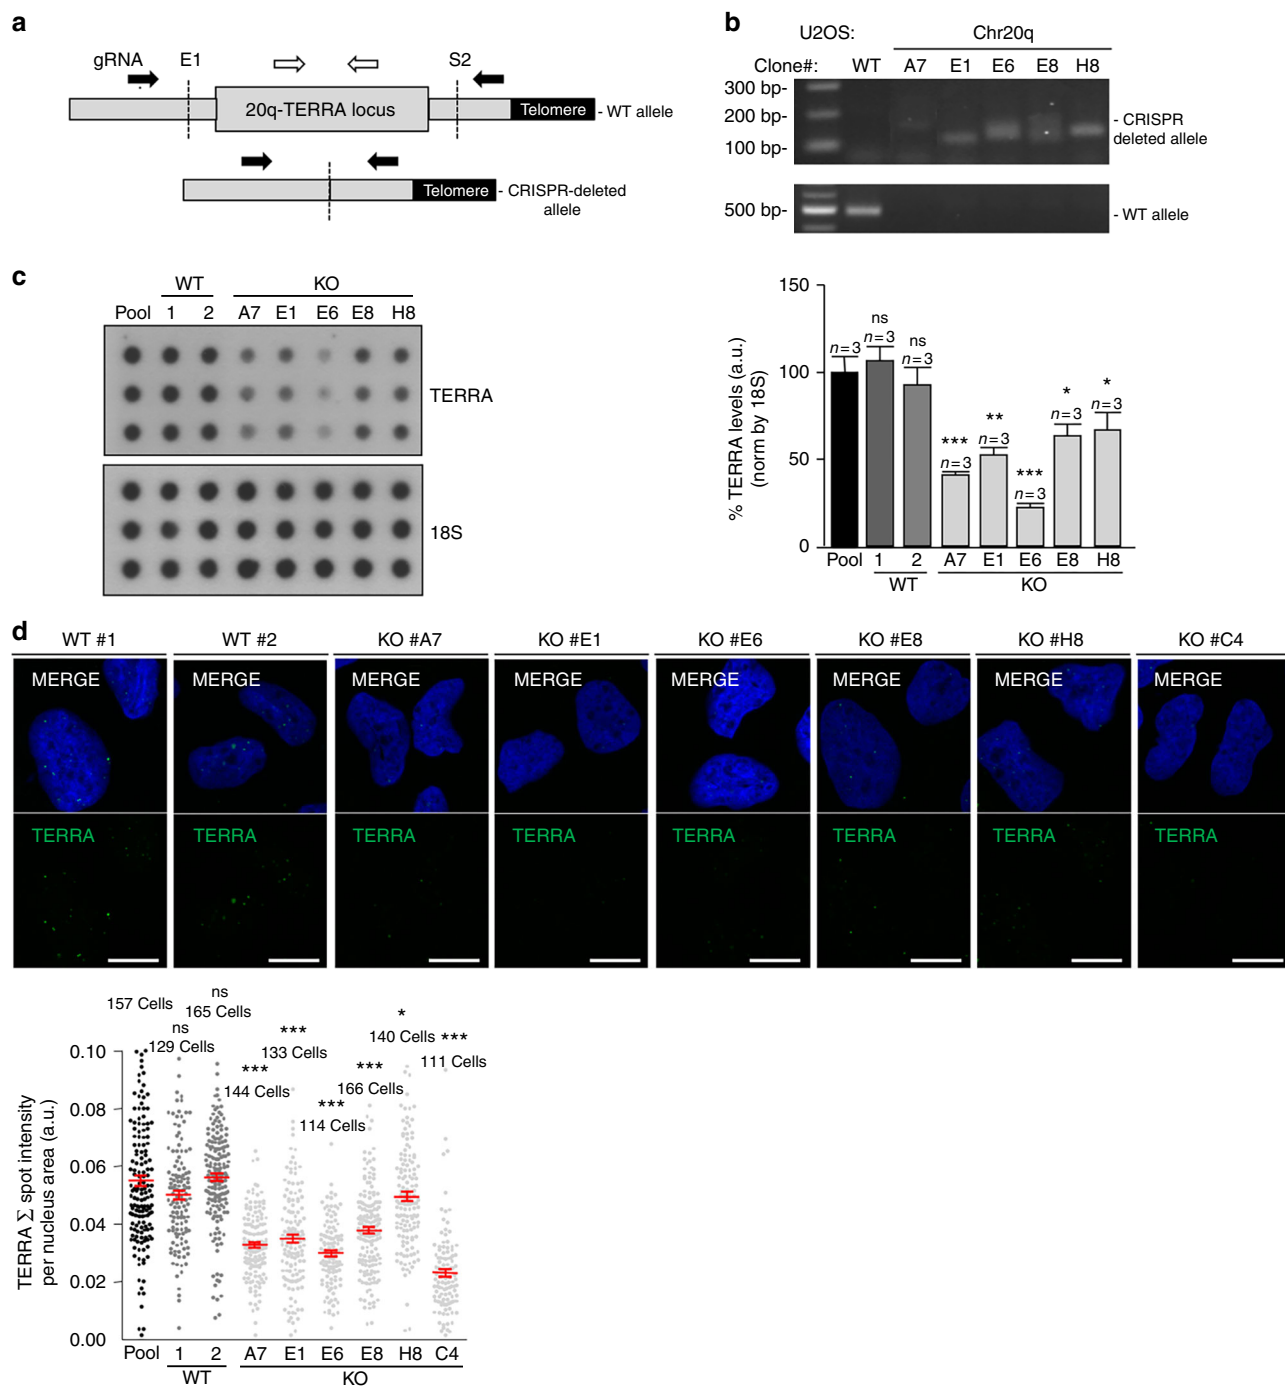 a
gRNA E1 S2
20q-TERRA locus
Telomere - WT allele
Telomere - CRISPR-deleted
allele
b
U2OS: Chr20q
Clone#: WT A7 E1 E6 E8 H8
300 bp-
200 bp-
100 bp-
- CRISPR
deleted allele
500 bp-
- WT allele
c
WT KO
Pool 1 2 A7 E1 E6 E8 H8
TERRA
18S
% TERRA levels (a.u.)
(norm by 18S)
150
100
50
0
n=3
ns
n=3
ns
n=3
***
n=3
**
n=3
***
n=3
*
n=3
*
n=3
Pool 1 2 A7 E1 E6 E8 H8
WT KO
d
WT #1 WT #2 KO #A7 KO #E1 KO #E6 KO #E8 KO #H8 KO #C4
MERGE MERGE MERGE MERGE MERGE MERGE MERGE MERGE
TERRA TERRA TERRA TERRA TERRA TERRA TERRA TERRA
TERRA Σ spot intensity
per nucleus area (a.u.)
0.10
0.08
0.06
0.04
0.02
0.00
157 Cells
ns
129 Cells
ns
165 Cells
***
144 Cells
***
133 Cells
***
114 Cells
***
166 Cells
*
140 Cells
***
111 Cells
Pool 1 2 A7 E1 E6 E8 H8 C4
WT KO